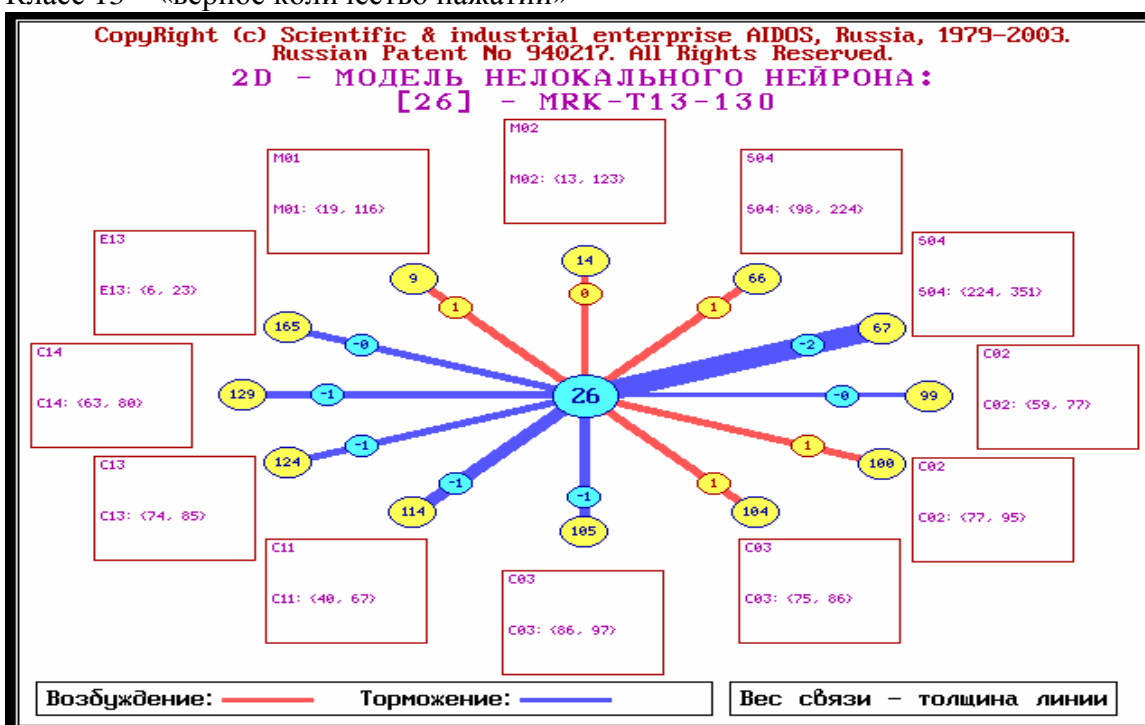 Класс 13 – «верное количество нажатий»
CopyRight (c) Scientific & industrial enterprise AIDOS, Russia, 1979-2003.
Russian Patent No 940217. All Rights Reserved.
2D - МОДЕЛЬ НЕЛОКАЛЬНОГО НЕЙРОНА:
[26] - MRK-T13-130
M02
M02: {13, 123}
M01
M01: {19, 116}
S04
S04: {98, 224}
E13
E13: {6, 23}
S04
S04: {224, 351}
C14
C14: {63, 80}
C02
C02: {59, 77}
C13
C13: {74, 85}
C02
C02: {77, 95}
C11
C11: {40, 67}
C03
C03: {86, 97}
C03
C03: {75, 86}
14
9
66
0
1
1
165
67
-0
-2
129
-1
26
-0
99
124
-1
1
100
114
-1
-1
1
104
105
Возбуждение:
Торможение:
Вес связи - толщина линии